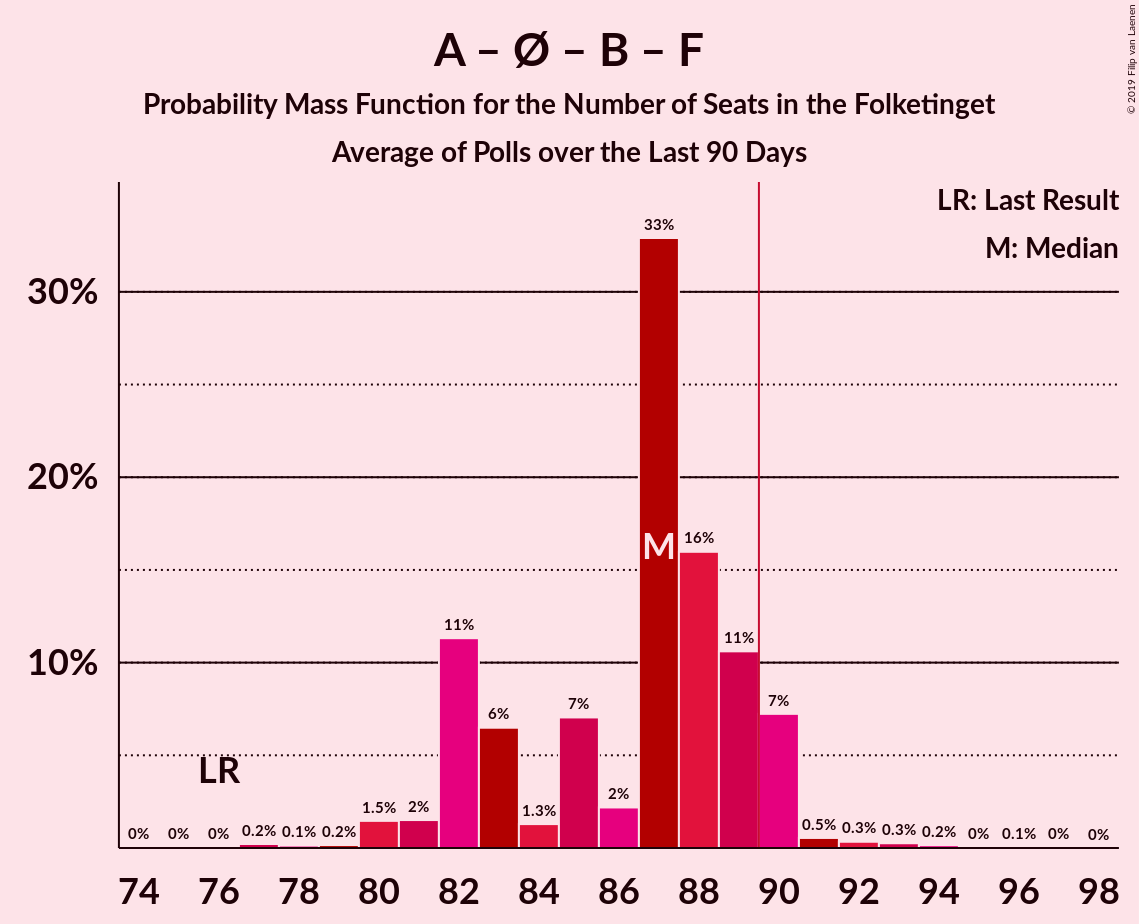 A – Ø – B – F
Probability Mass Function for the Number of Seats in the Folketinget
Average of Polls over the Last 90 Days
© 2019 Filip van Laenen
LR: Last Result
M: Median
30%
20%
10%
0% 0% 0% 0.2% 0.1% 0.2% 1.5% 2% 11% 6% 1.3% 7% 2% 33% 16% 11% 7% 0.5% 0.3% 0.3% 0.2% 0% 0.1% 0% 0%
LR
M
74 76 78 80 82 84 86 88 90 92 94 96 98